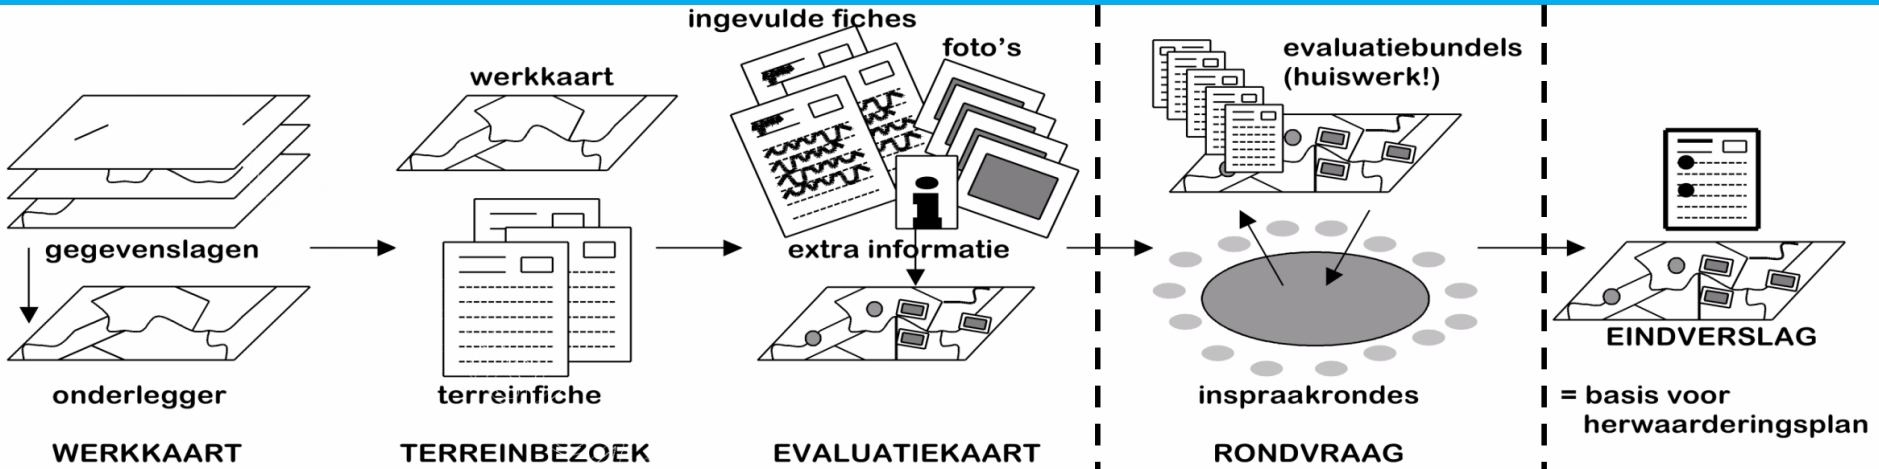 gegevenslagen
onderlegger
WERKKAART
werkkaart
terreinfiche
TERREINBEZOEK
ingevulde fiches
foto's
extra informatie
EVALUATIEKAART
evaluatiebundels
(huiswerk!)
inspraakrondes
RONDVRAAG
EINDVERSLAG
= basis voor
herwaarderingsplan